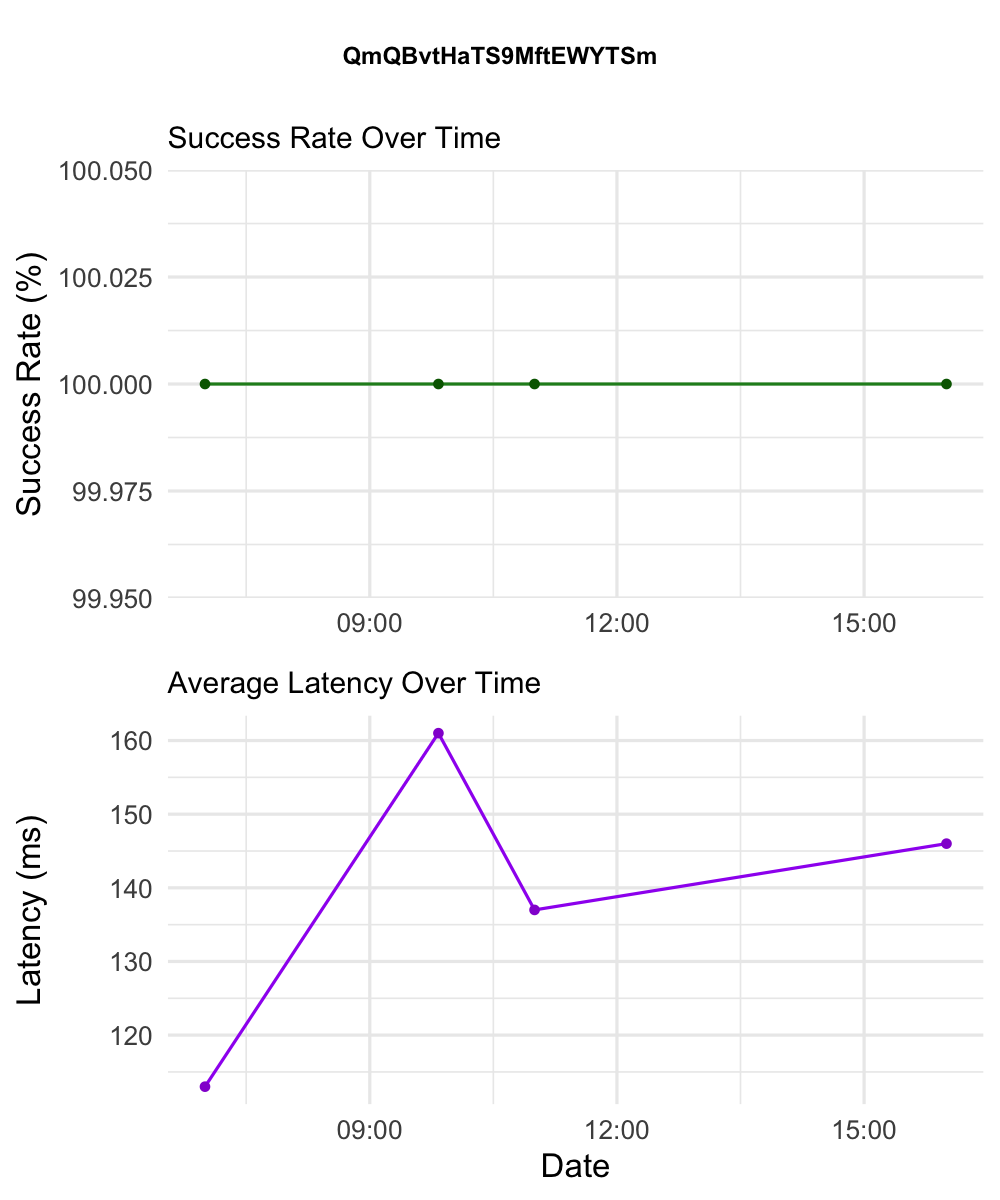 QmQBvtHaTS9MftEWYTSm
Success Rate Over Time
Success Rate (%)
100.050
100.025
100.000
99.975
99.950
09:00 12:00 15:00
Average Latency Over Time
Latency (ms)
160
150
140
130
120
09:00 12:00 15:00
Date